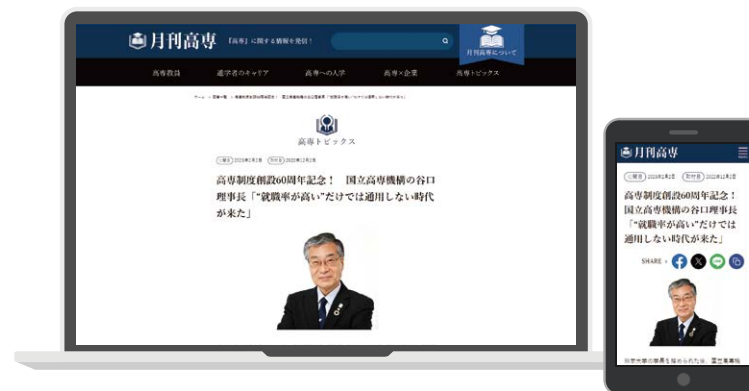 月刊高専
『高専』に関する情報を発信！
月刊高専について
高専教員
進学者のキャリア
高専への入学
高専×企業
高専トピックス
高専トピックス
高専制度創設60周年記念！　国立高専機構の谷口
理事長「“就職率が高い”だけでは通用しない時代
が来た」
月刊高専
高専制度創設60周年記念！
国立高専機構の谷口理事長
「“就職率が高い”だけでは
通用しない時代が来た」
SHARE